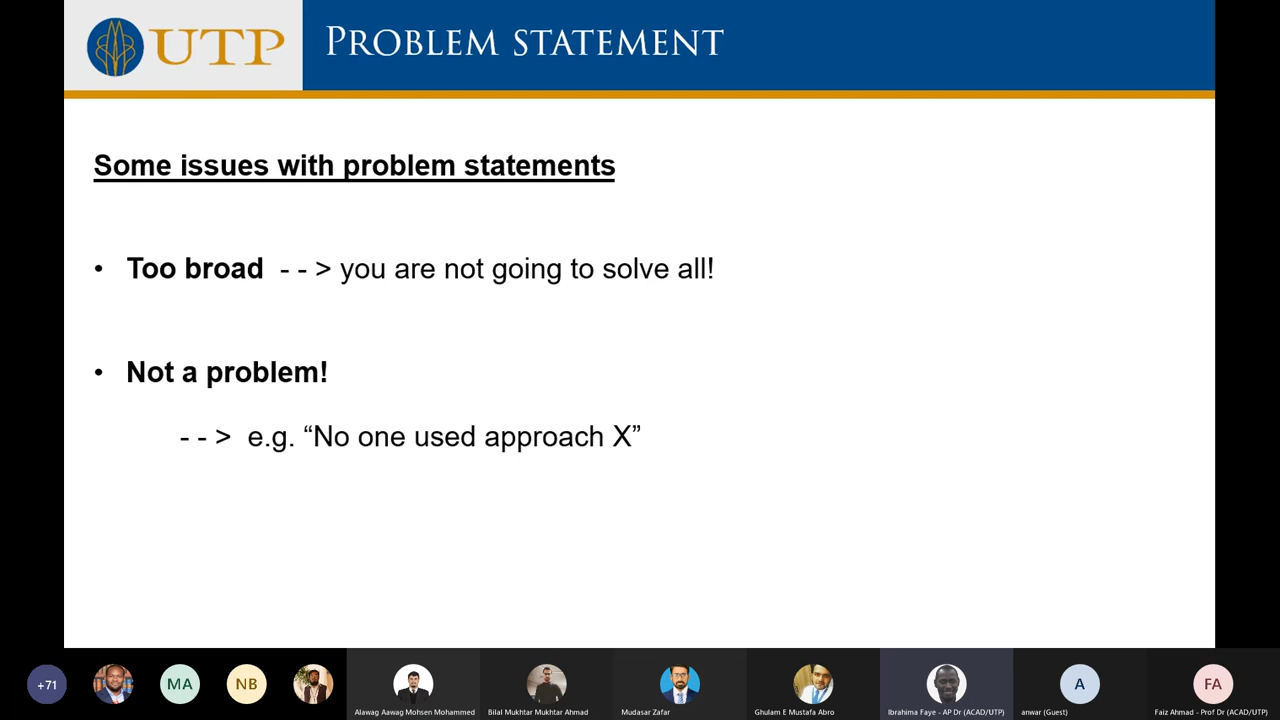 UTP
PROBLEM STATEMENT
Some issues with problem statements
• Too broad - - > you are not going to solve all!
• Not a problem!
- - > e.g. “No one used approach X”
+71
MA
NB
A
FA
Alawag Aawag Mohsen Mohammed
Bilal Mukhtar Mukhtar Ahmad
Mudasar Zafar
Ghulam E Mustafa Abro
Ibrahima Faye - AP Dr (ACAD/UTP)
anwar (Guest)
Faiz Ahmad - Prof Dr (ACAD/UTP)